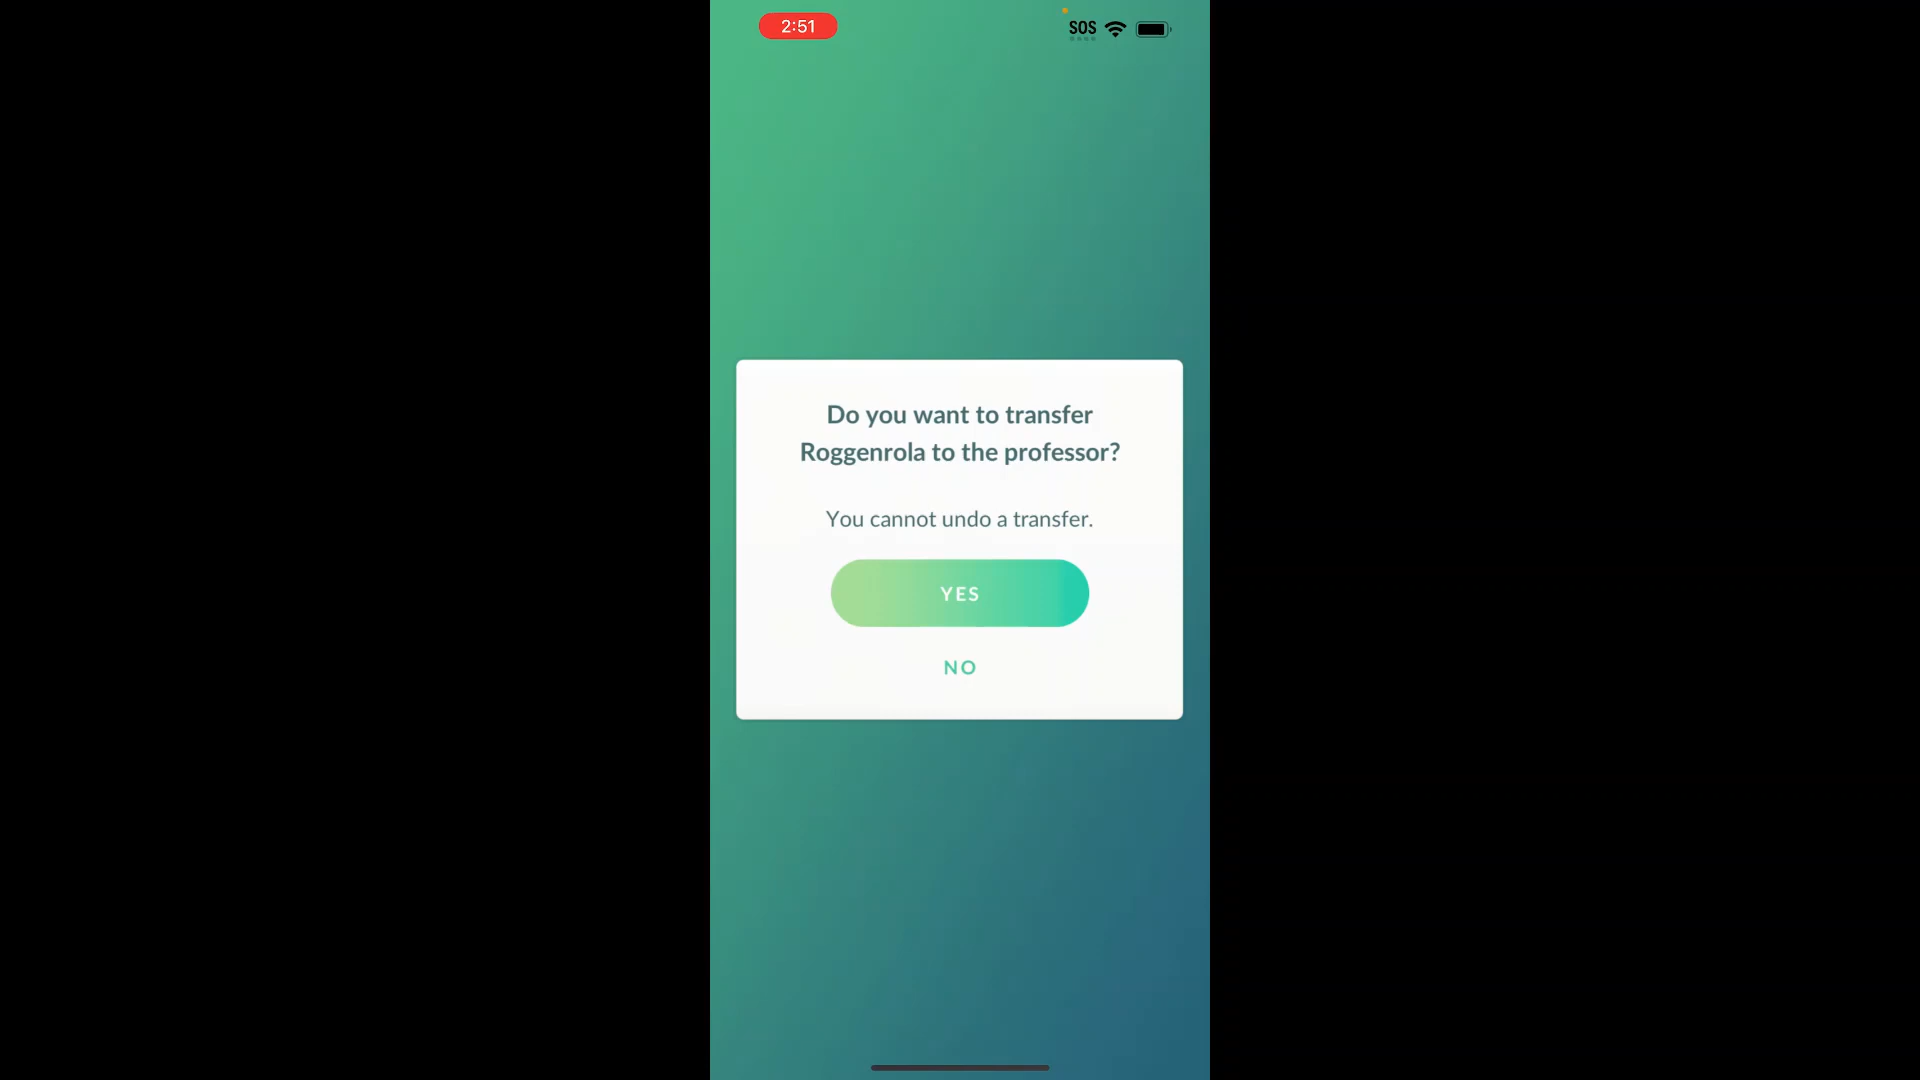 2:51
SOS
Do you want to transfer
Roggenrola to the professor?
You cannot undo a transfer.
YES
NO